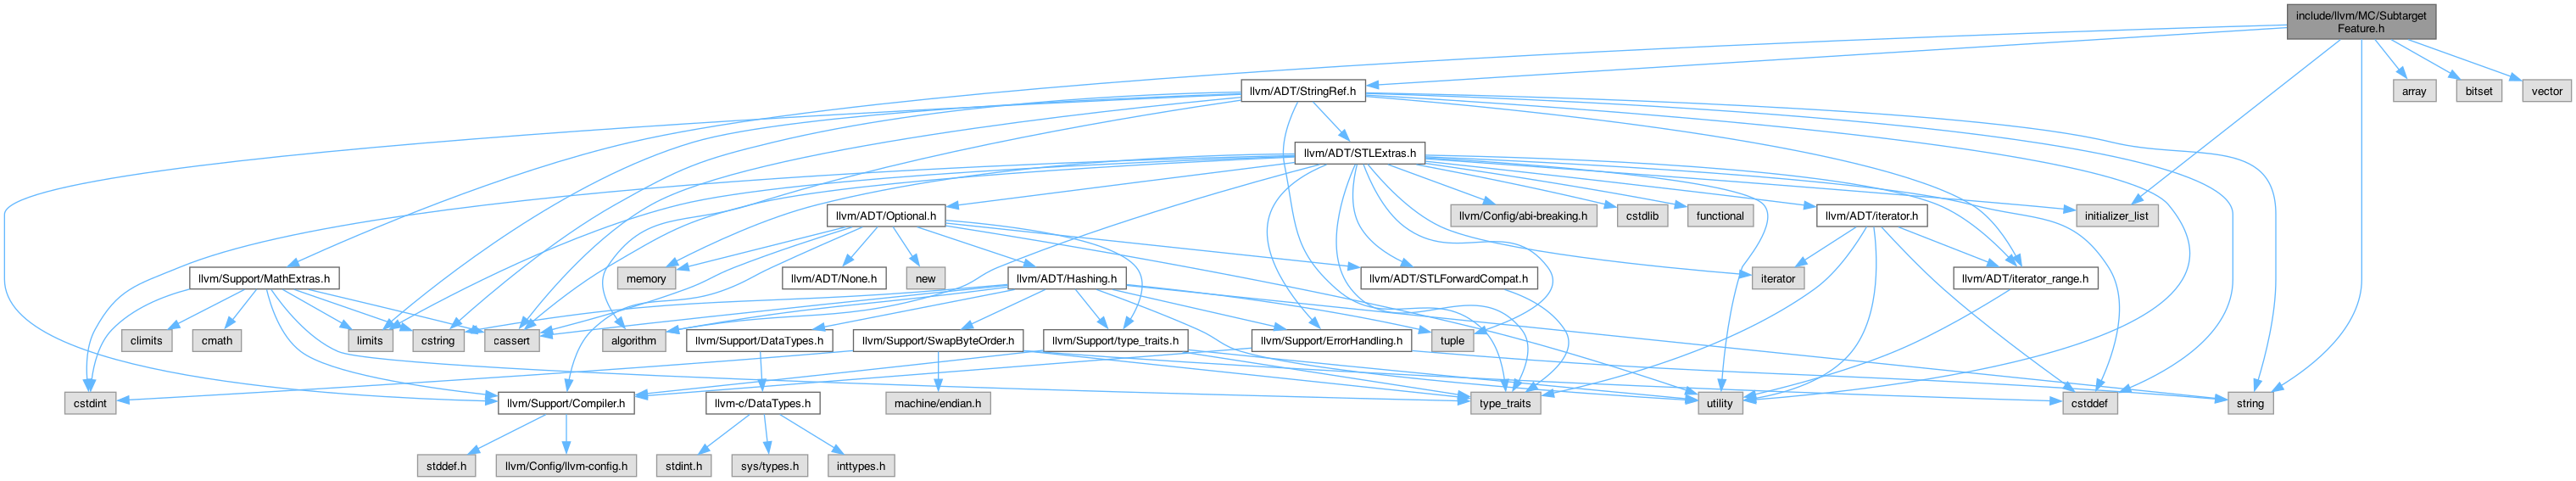 include/llvm/MC/Subtarget
Feature.h
llvm/ADT/StringRef.h
array
bitset
vector
llvm/ADT/STLExtras.h
llvm/ADT/Optional.h
llvm/Config/abi-breaking.h
cstdlib
functional
llvm/ADT/iterator.h
initializer_list
llvm/Support/MathExtras.h
memory
llvm/ADT/None.h
new
llvm/ADT/Hashing.h
llvm/ADT/STLForwardCompat.h
iterator
llvm/ADT/iterator_range.h
climits
cmath
limits
cstring
cassert
algorithm
llvm/Support/DataTypes.h
llvm/Support/SwapByteOrder.h
llvm/Support/type_traits.h
llvm/Support/ErrorHandling.h
tuple
cstdint
llvm/Support/Compiler.h
llvm-c/DataTypes.h
machine/endian.h
type_traits
utility
cstddef
string
stddef.h
llvm/Config/llvm-config.h
stdint.h
sys/types.h
inttypes.h